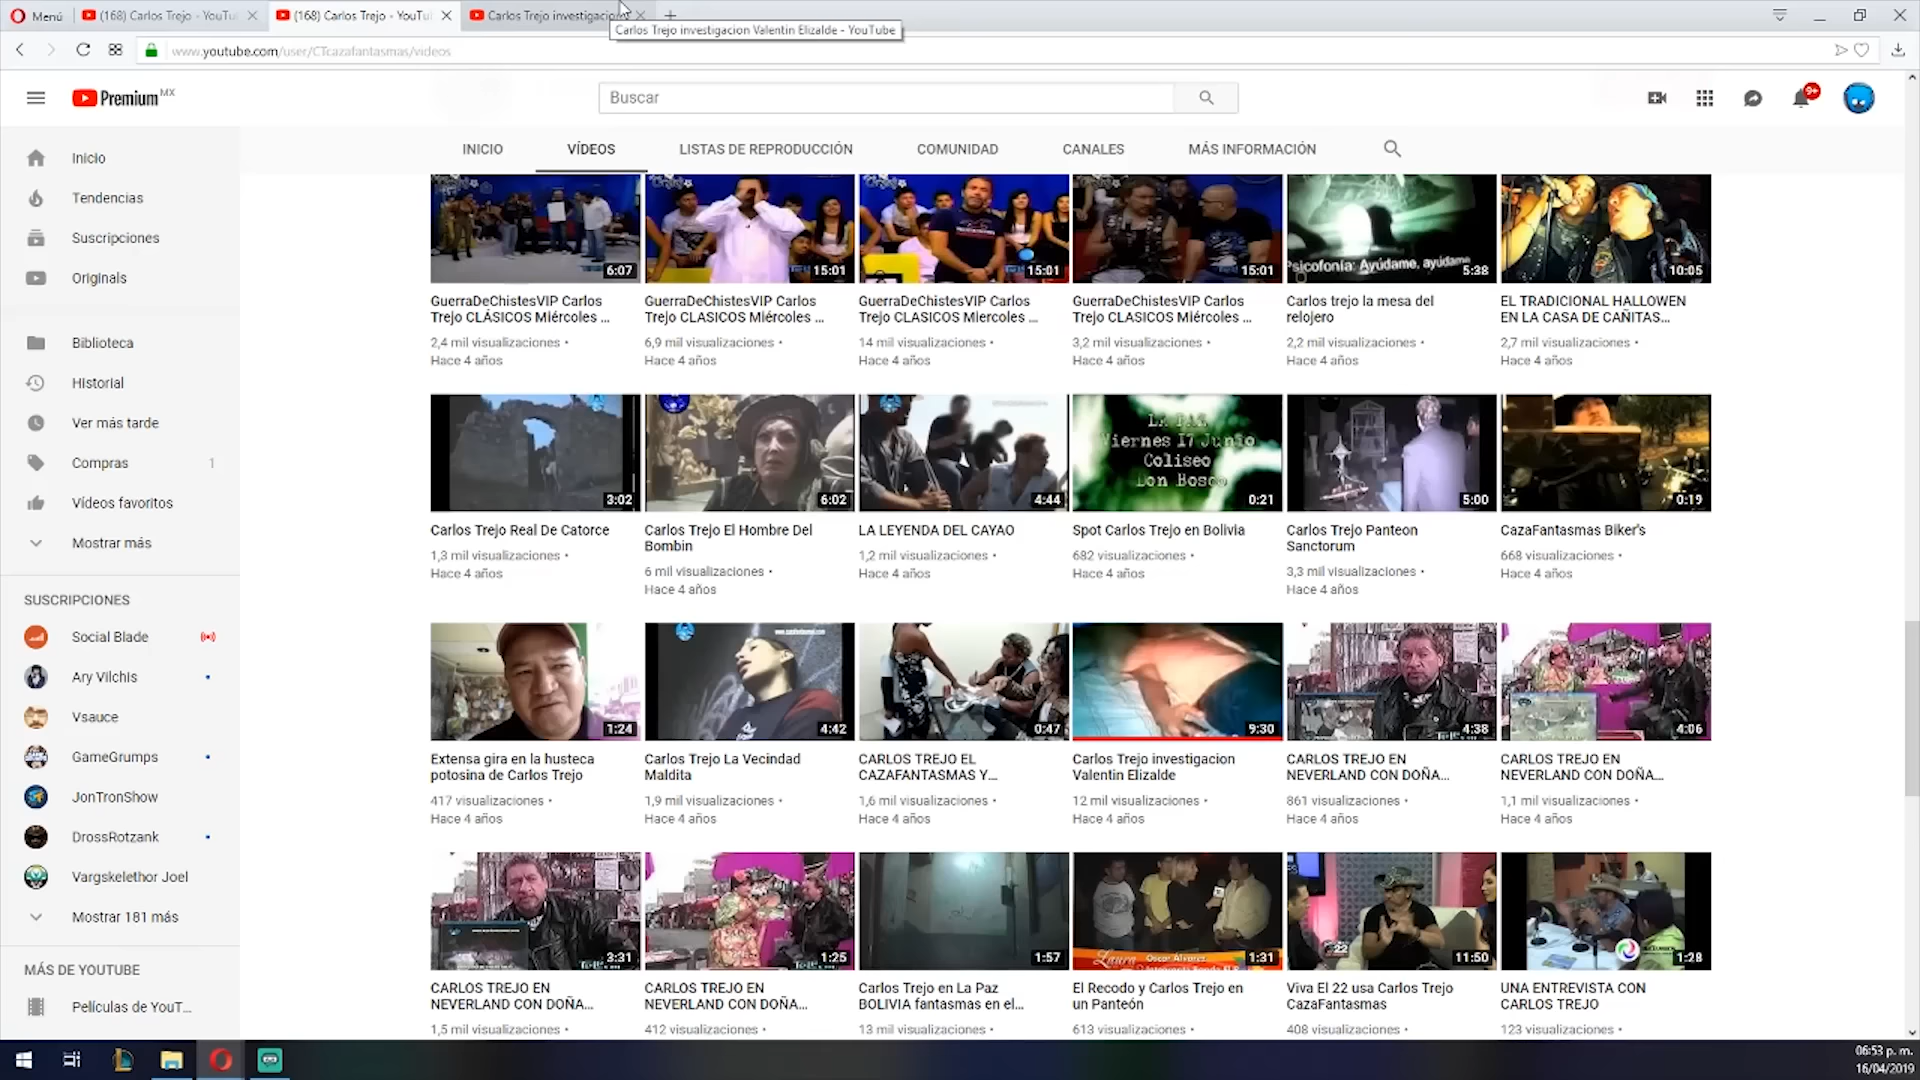 Menú
(168) Carlos Trejo - YouTu
(168) Carlos Trejo - YouTu
Carlos Trejo investigacion
Carlos Trejo investigacion Valentin Elizalde - YouTube
www.youtube.com/user/CTcazafantasmas/videos
Premium MX
Buscar
9+
INICIO
VÍDEOS
LISTAS DE REPRODUCCIÓN
COMUNIDAD
CANALES
MÁS INFORMACIÓN
Inicio
Tendencias
Suscripciones
Originals
Biblioteca
Historial
Ver más tarde
Compras 1
Vídeos favoritos
Mostrar más
SUSCRIPCIONES
Social Blade
Ary Vilchis
Vsauce
GameGrumps
JonTronShow
DrossRotzank
Vargskelethor Joel
Mostrar 181 más
MÁS DE YOUTUBE
Películas de YouT...
6:07
GuerraDeChistesVIP Carlos
Trejo CLÁSICOS Miércoles ...
2,4 mil visualizaciones •
Hace 4 años
15:01
GuerraDeChistesVIP Carlos
Trejo CLASICOS Miércoles ...
6,9 mil visualizaciones •
Hace 4 años
15:01
GuerraDeChistesVIP Carlos
Trejo CLASICOS Miercoles ...
14 mil visualizaciones •
Hace 4 años
15:01
GuerraDeChistesVIP Carlos
Trejo CLASICOS Miércoles ...
3,2 mil visualizaciones •
Hace 4 años
Psicofonía: Ayúdame, ayúdame
5:38
Carlos trejo la mesa del
relojero
2,2 mil visualizaciones •
Hace 4 años
10:05
EL TRADICIONAL HALLOWEN
EN LA CASA DE CAÑITAS...
2,7 mil visualizaciones •
Hace 4 años
3:02
Carlos Trejo Real De Catorce
1,3 mil visualizaciones •
Hace 4 años
6:02
Carlos Trejo El Hombre Del
Bombin
6 mil visualizaciones •
Hace 4 años
4:44
LA LEYENDA DEL CAYAO
1,2 mil visualizaciones •
Hace 4 años
LA PAZ
Viernes 17 Junio
Coliseo
Don Bosco
0:21
Spot Carlos Trejo en Bolivia
682 visualizaciones •
Hace 4 años
5:00
Carlos Trejo Panteon
Sanctorum
3,3 mil visualizaciones •
Hace 4 años
0:19
CazaFantasmas Biker's
668 visualizaciones •
Hace 4 años
1:24
Extensa gira en la husteca
potosina de Carlos Trejo
417 visualizaciones •
Hace 4 años
4:42
Carlos Trejo La Vecindad
Maldita
1,9 mil visualizaciones •
Hace 4 años
0:47
CARLOS TREJO EL
CAZAFANTASMAS Y...
1,6 mil visualizaciones •
Hace 4 años
9:30
Carlos Trejo investigacion
Valentin Elizalde
12 mil visualizaciones •
Hace 4 años
4:38
CARLOS TREJO EN
NEVERLAND CON DOÑA...
861 visualizaciones •
Hace 4 años
4:06
CARLOS TREJO EN
NEVERLAND CON DOÑA...
1,1 mil visualizaciones •
Hace 4 años
3:31
CARLOS TREJO EN
NEVERLAND CON DOÑA...
1,5 mil visualizaciones •
1:25
CARLOS TREJO EN
NEVERLAND CON DOÑA...
412 visualizaciones •
1:57
Carlos Trejo en La Paz
BOLIVIA fantasmas en el...
13 mil visualizaciones •
Laura
Oscar Álvarez
1:31
El Recodo y Carlos Trejo en
un Panteón
613 visualizaciones •
22
11:50
Viva El 22 usa Carlos Trejo
CazaFantasmas
408 visualizaciones •
1:28
UNA ENTREVISTA CON
CARLOS TREJO
123 visualizaciones •
06:53 p. m.
16/04/2019